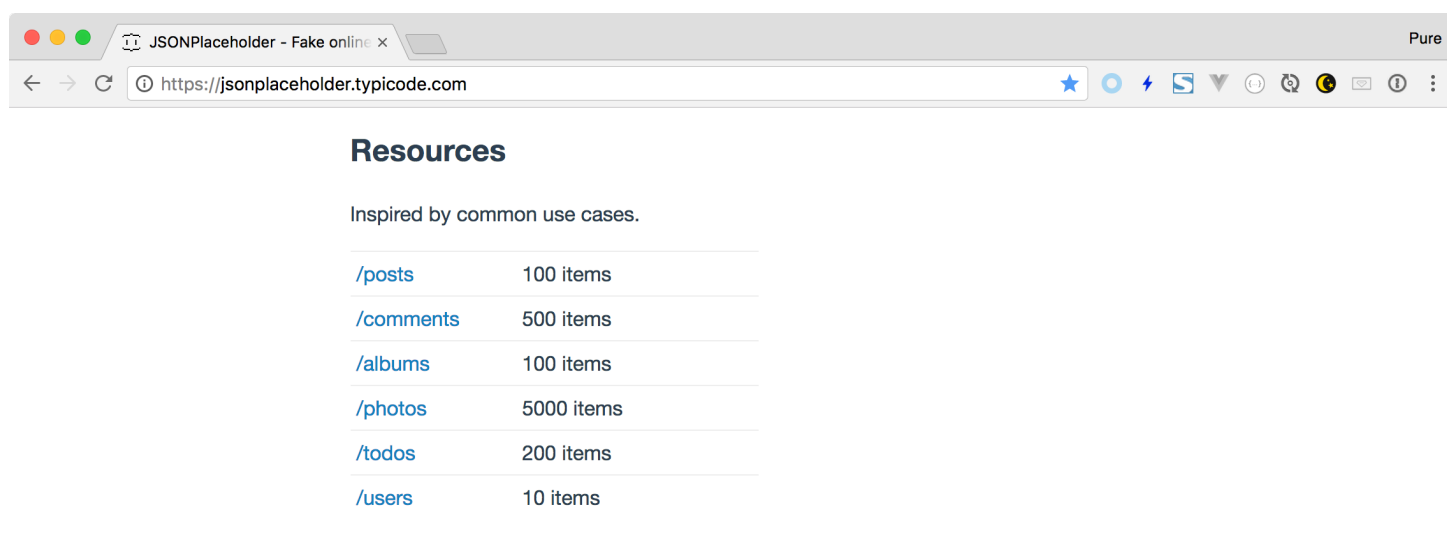 JSONPlaceholder - Fake online
Pure
https://jsonplaceholder.typicode.com
Resources
Inspired by common use cases.
/posts 100 items
/comments 500 items
/albums 100 items
/photos 5000 items
/todos 200 items
/users 10 items